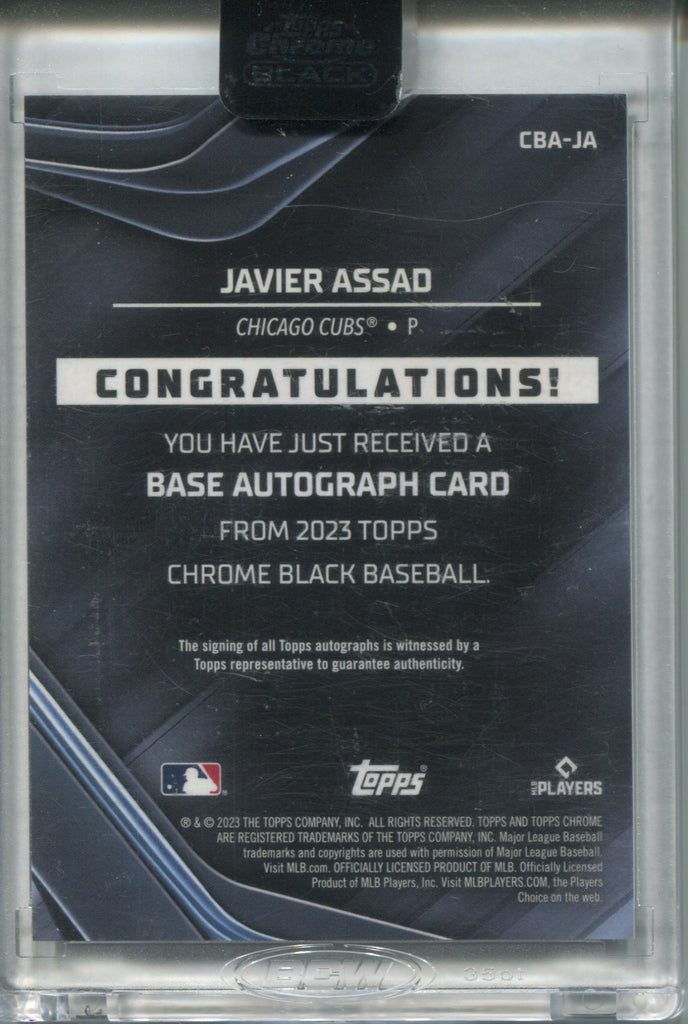 Topps
Chrome
BLACK
CBA-JA
JAVIER ASSAD
CHICAGO CUBS® • P
CONGRATULATIONS!
YOU HAVE JUST RECEIVED A
BASE AUTOGRAPH CARD
FROM 2023 TOPPS
CHROME BLACK BASEBALL.
The signing of all Topps autographs is witnessed by a
Topps representative to guarantee authenticity.
Topps®
MLB PLAYERS
® & © 2023 THE TOPPS COMPANY, INC. ALL RIGHTS RESERVED. TOPPS AND TOPPS CHROME
ARE REGISTERED TRADEMARKS OF THE TOPPS COMPANY, INC. Major League Baseball
trademarks and copyrights are used with permission of Major League Baseball.
Visit MLB.com. OFFICIALLY LICENSED PRODUCT OF MLB. Officially Licensed
Product of MLB Players, Inc. Visit MLBPLAYERS.COM, the Players
Choice on the web.
BCW
35pt